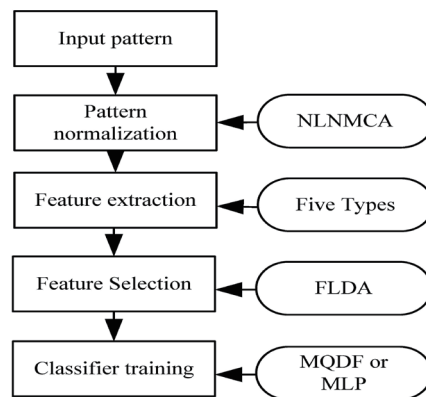 Input pattern
Pattern
normalization
NLNMCA
Feature extraction
Five Types
Feature Selection
FLDA
Classifier training
MQDF or
MLP